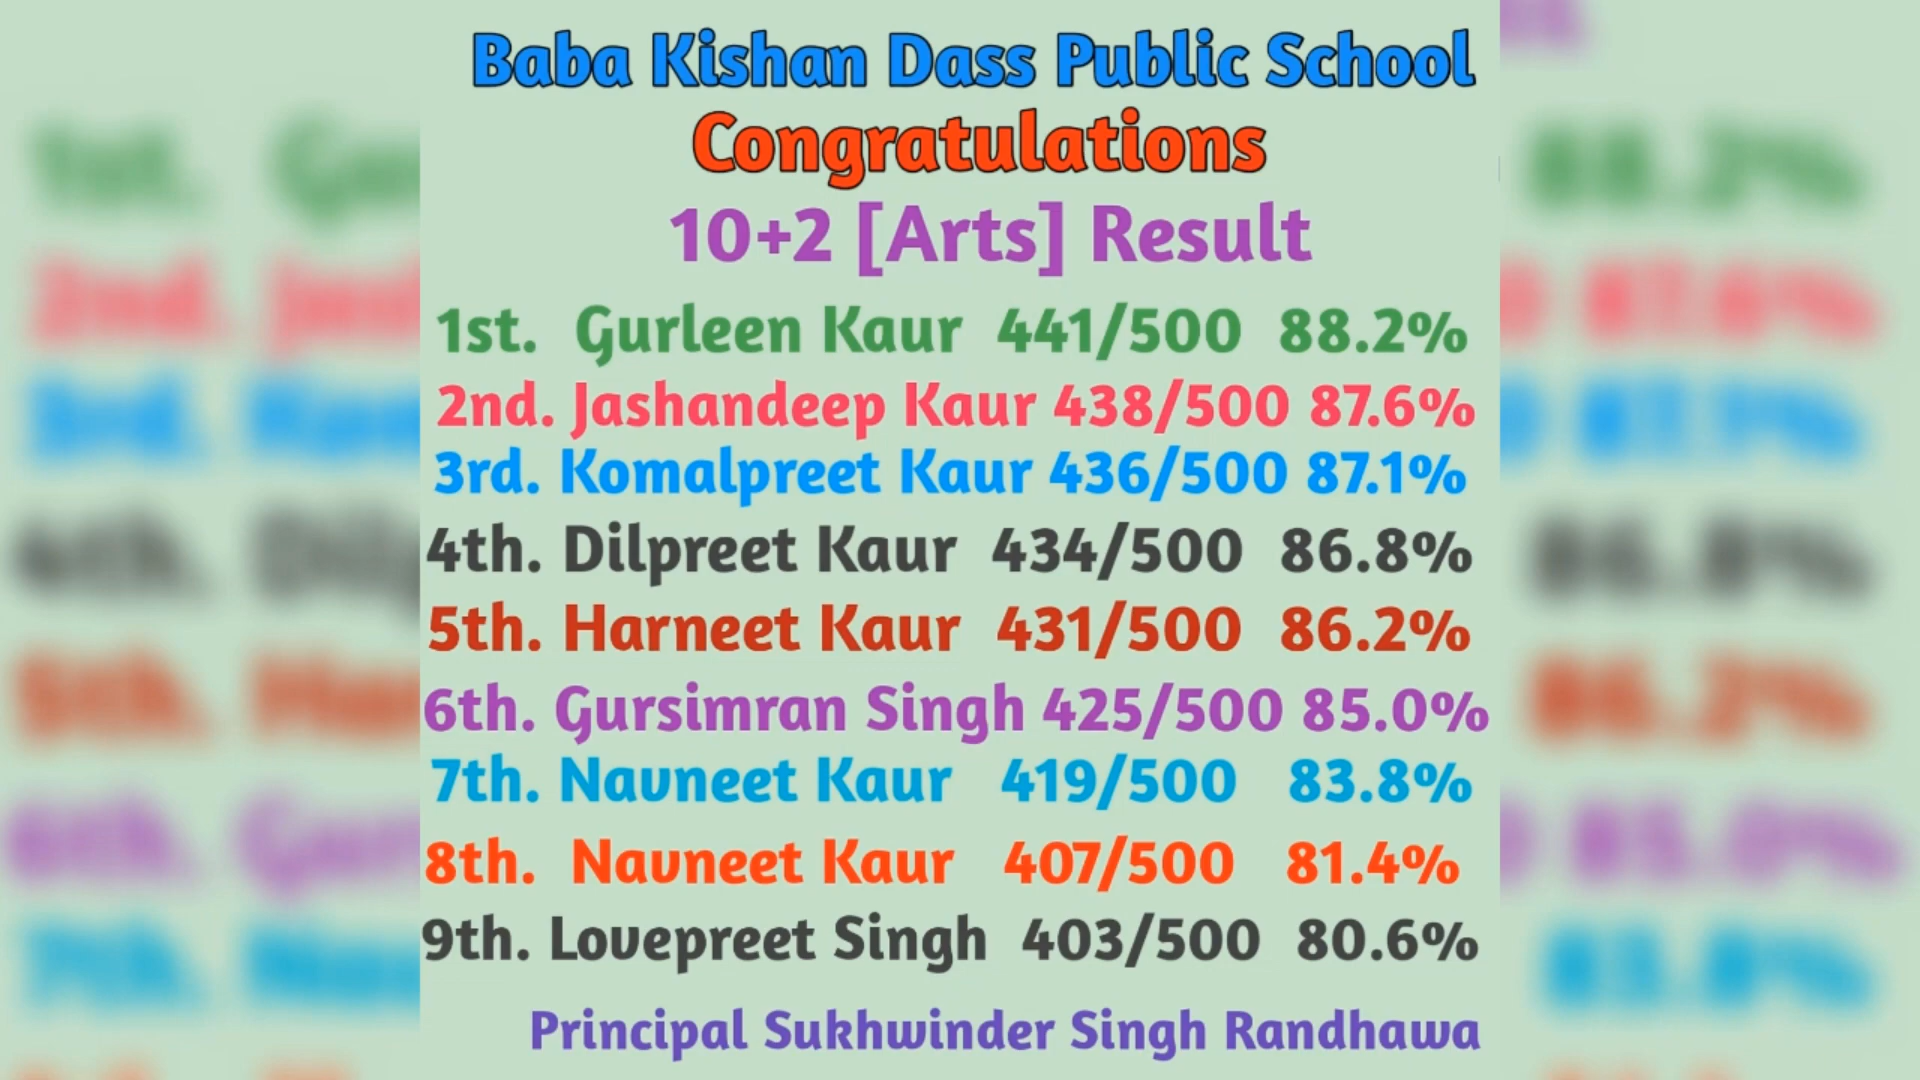 Baba Kishan Dass Public School
Congratulations
10+2 [Arts] Result
1st. Gurleen Kaur 441/500 88.2%
2nd. Jashandeep Kaur 438/500 87.6%
3rd. Komalpreet Kaur 436/500 87.1%
4th. Dilpreet Kaur 434/500 86.8%
5th. Harneet Kaur 431/500 86.2%
6th. Gursimran Singh 425/500 85.0%
7th. Navneet Kaur 419/500 83.8%
8th. Navneet Kaur 407/500 81.4%
9th. Lovepreet Singh 403/500 80.6%
Principal Sukhwinder Singh Randhawa